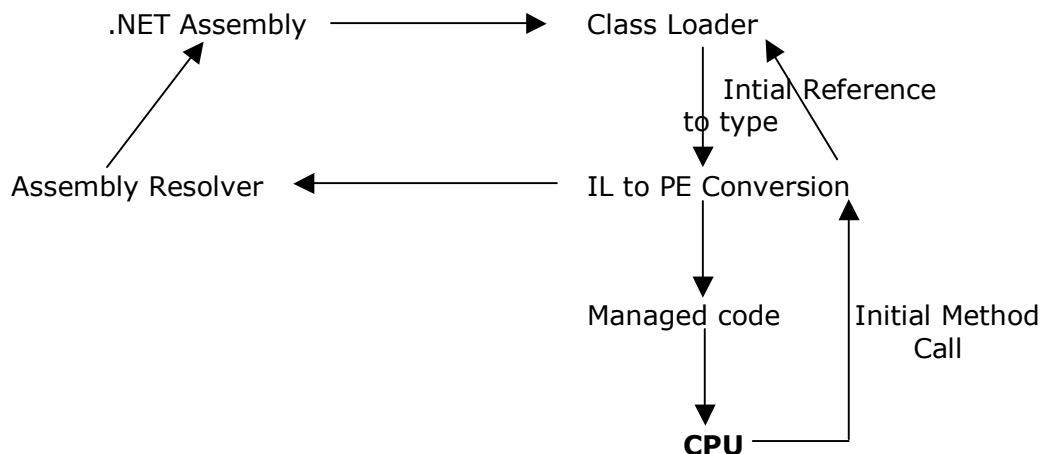 .NET Assembly
Class Loader
Intial Reference
to type
Assembly Resolver
IL to PE Conversion
Managed code
Initial Method
Call
CPU